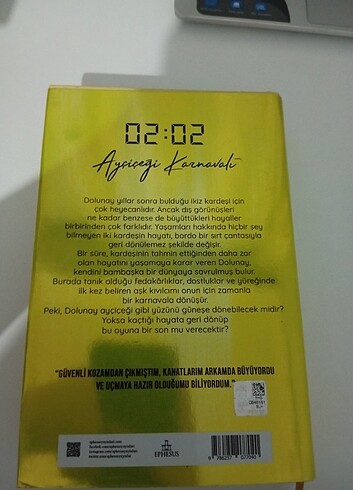 02:02
Ayçiçeği Karnavalı
Dolunay yıllar sonra bulduğu ikiz kardeşi için
çok heyecanlıdır. Ancak dış görünüşleri
ne kadar benzese de büyüttükleri hayaller
birbirinden çok farklıdır. Yaşamları hakkında hiçbir şey
bilmeyen iki kardeşin hayatı, bordo bir sırt çantasıyla
geri dönülemez şekilde değişir.
Bir süre, kardeşinin tahmin ettiğinden daha zor
olan hayatını yaşamaya karar veren Dolunay,
kendini bambaşka bir dünyaya savrulmuş bulur.
Burada tanık olduğu fedakârlıklar, dostluklar ve yüreğinde
ilk kez beliren aşk kıvılcımı onun için zamanla
bir karnavala dönüşür.
Peki, Dolunay ayçiçeği gibi yüzünü güneşe dönebilecek midir?
Yoksa kaçtığı hayata geri dönüp
bu oyuna bir son mu verecektir?
"GÜVENLİ KOZAMDAN ÇIKMIŞTIM, KANATLARIM ARKAMDA BÜYÜYORDU
VE UÇMAYA HAZIR OLDUĞUMU BİLİYORDUM."
EPHESUS